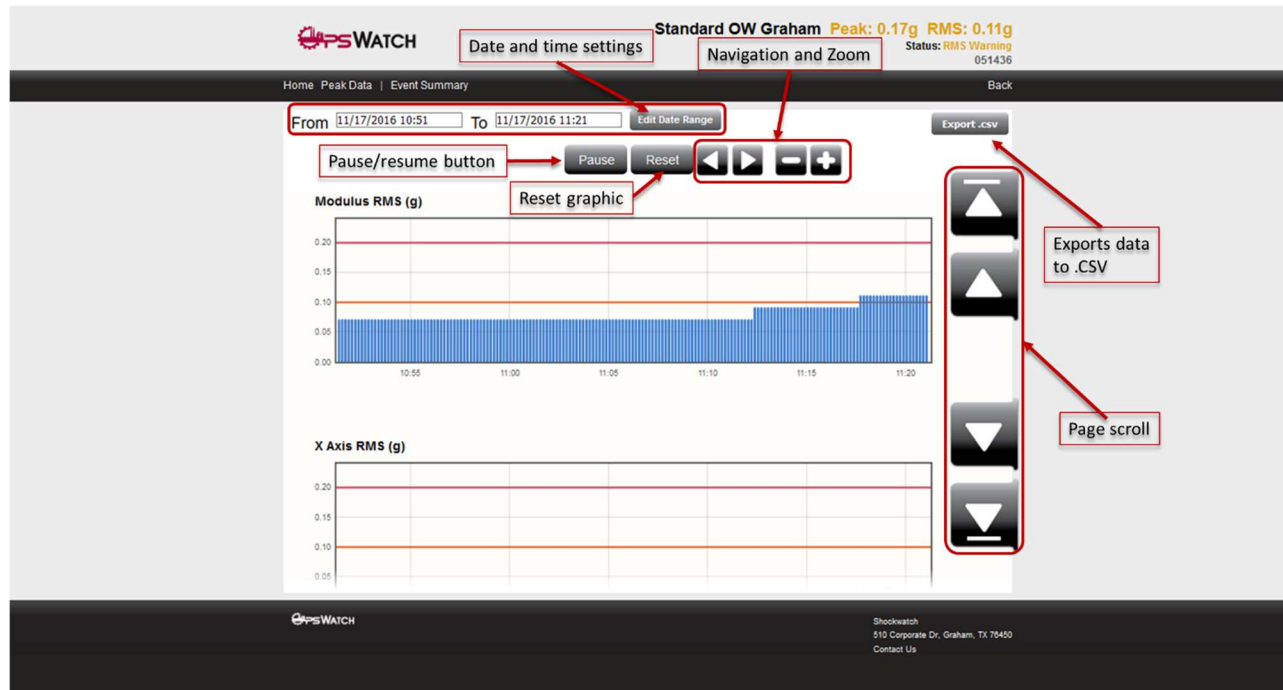 OPSWATCH
Standard OW Graham Peak: 0.17g RMS: 0.11g
Status: RMS Warning
051436
Date and time settings
Navigation and Zoom
Home Peak Data | Event Summary
Back
From 11/17/2016 10:51 To 11/17/2016 11:21 Edit Date Range
Export .csv
Pause/resume button
Pause Reset
Reset graphic
Modulus RMS (g)
0.20
0.15
0.10
0.05
0.00
10:55 11:00 11:05 11:10 11:15 11:20
Exports data
to .CSV
Page scroll
X Axis RMS (g)
0.20
0.15
0.10
0.05
OPSWATCH
Shockwatch
510 Corporate Dr, Graham, TX 76450
Contact Us